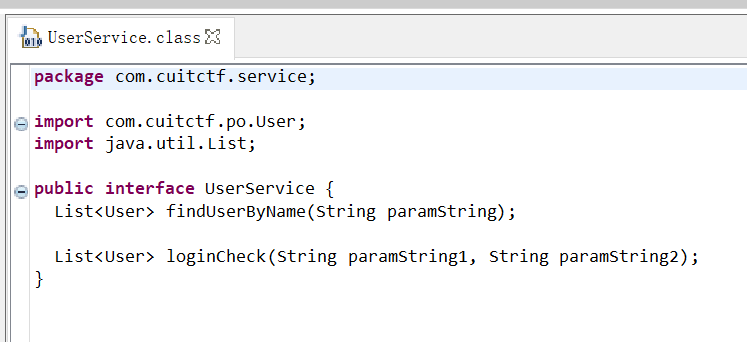 UserService.class
package com.cuitctf.service;
import com.cuitctf.po.User;
import java.util.List;
public interface UserService {
List<User> findUserByName(String paramString);
List<User> loginCheck(String paramString1, String paramString2);
}